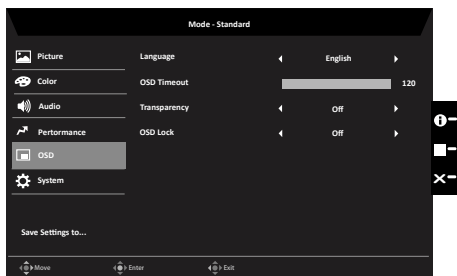 Mode - Standard
Picture
Language English
Color
OSD Timeout 120
Audio
Transparency Off
Pertormance
OSD Lock Off
OSD
System
Save Settings to...
Move Enter Exit